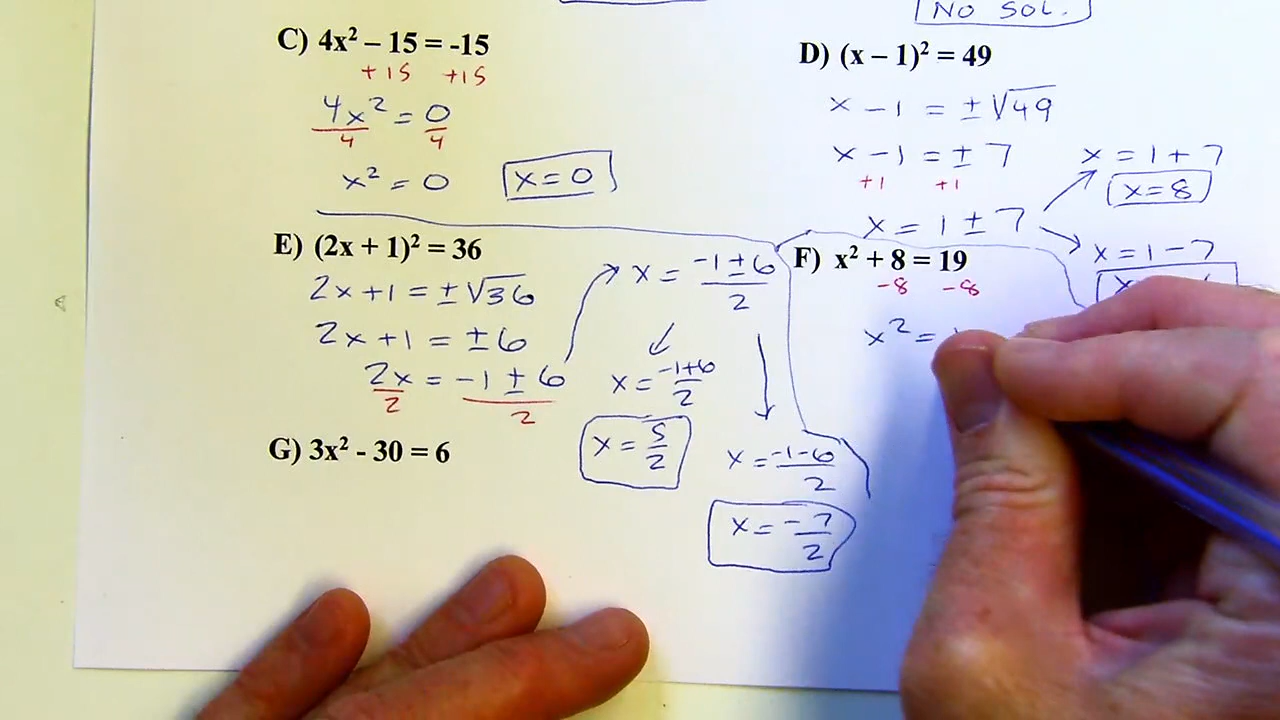 No SOL.
C) 4x² – 15 = -15
+15 +15
4x² = 0
4 4
x² = 0
x = 0
D) (x – 1)² = 49
x - 1 = ±√49
x - 1 = ± 7
+1 +1
x = 1 ± 7
x = 1 + 7
x = 8
x = 1 - 7
E) (2x + 1)² = 36
2x + 1 = ±√36
2x + 1 = ± 6
2x = -1 ± 6
2 2
x = -1 ± 6
2
x = -1+6
2
x = 5
2
x = -1-6
2
x = - 7
2
F) x² + 8 = 19
-8 -8
x² =
G) 3x² - 30 = 6